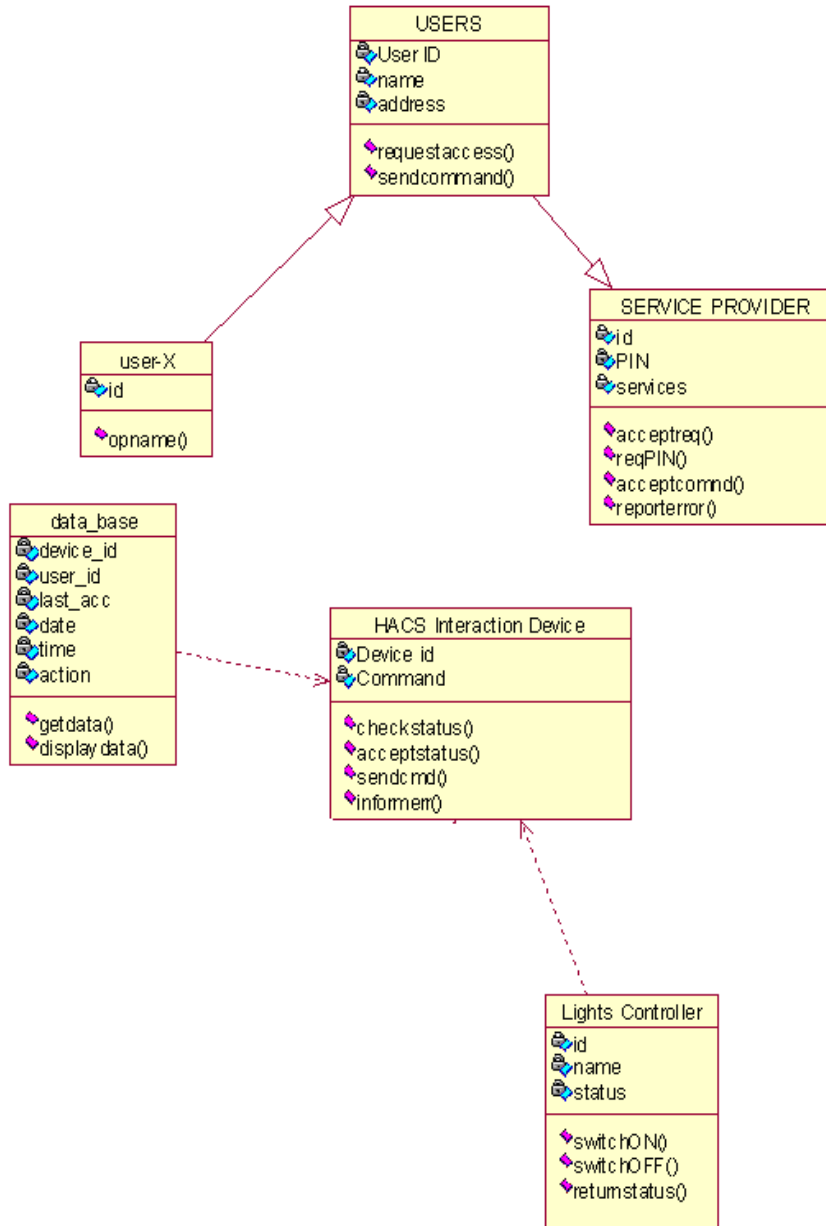 USERS
User ID
name
address
requestaccess()
sendcommand()
SERVICE PROVIDER
id
PIN
services
acceptreq()
reqPIN()
acceptcomnd()
reporterror()
user-X
id
opname()
data_base
device_id
user_id
last_acc
date
time
action
getdata()
displaydata()
HACS Interaction Device
Device id
Command
checkstatus()
acceptstatus()
sendcmd()
informerr()
Lights Controller
id
name
status
switchON()
switchOFF()
returnstatus()